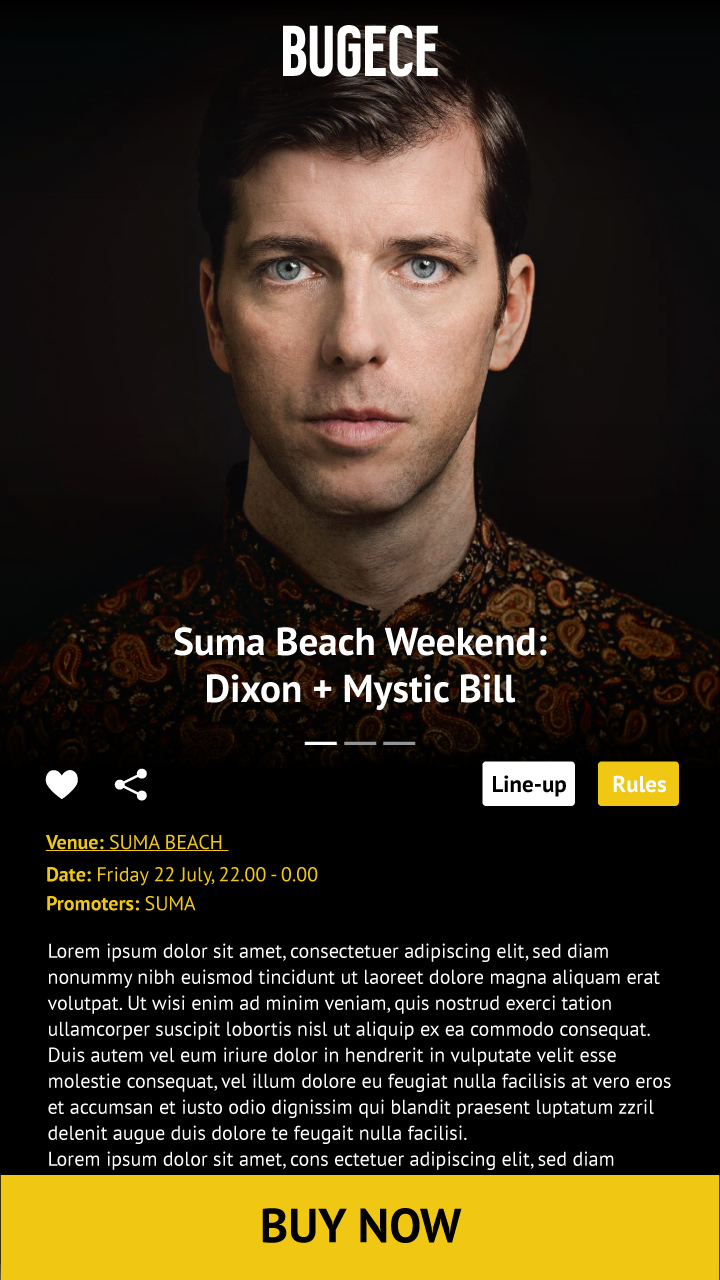 BUGECE
Suma Beach Weekend:
Dixon + Mystic Bill
Line-up
Rules
Venue: SUMA BEACH
Date: Friday 22 July, 22.00 - 0.00
Promoters: SUMA
Lorem ipsum dolor sit amet, consectetuer adipiscing elit, sed diam
nonummy nibh euismod tincidunt ut laoreet dolore magna aliquam erat
volutpat. Ut wisi enim ad minim veniam, quis nostrud exerci tation
ullamcorper suscipit lobortis nisl ut aliquip ex ea commodo consequat.
Duis autem vel eum iriure dolor in hendrerit in vulputate velit esse
molestie consequat, vel illum dolore eu feugiat nulla facilisis at vero eros
et accumsan et iusto odio dignissim qui blandit praesent luptatum zzril
delenit augue duis dolore te feugait nulla facilisi.
Lorem ipsum dolor sit amet, cons ectetuer adipiscing elit, sed diam
BUY NOW